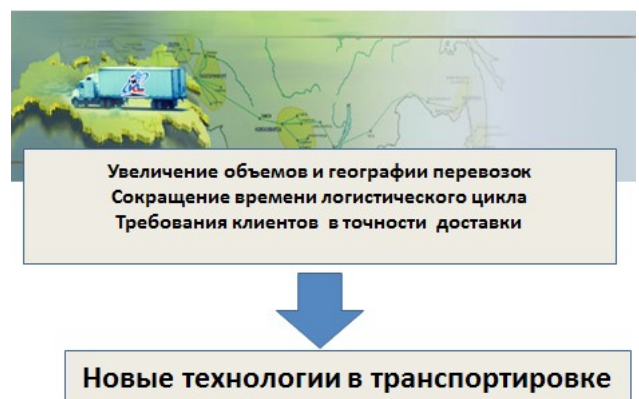 Увеличение объемов и географии перевозок
Сокращение времени логистического цикла
Требования клиентов в точности доставки
Новые технологии в транспортировке